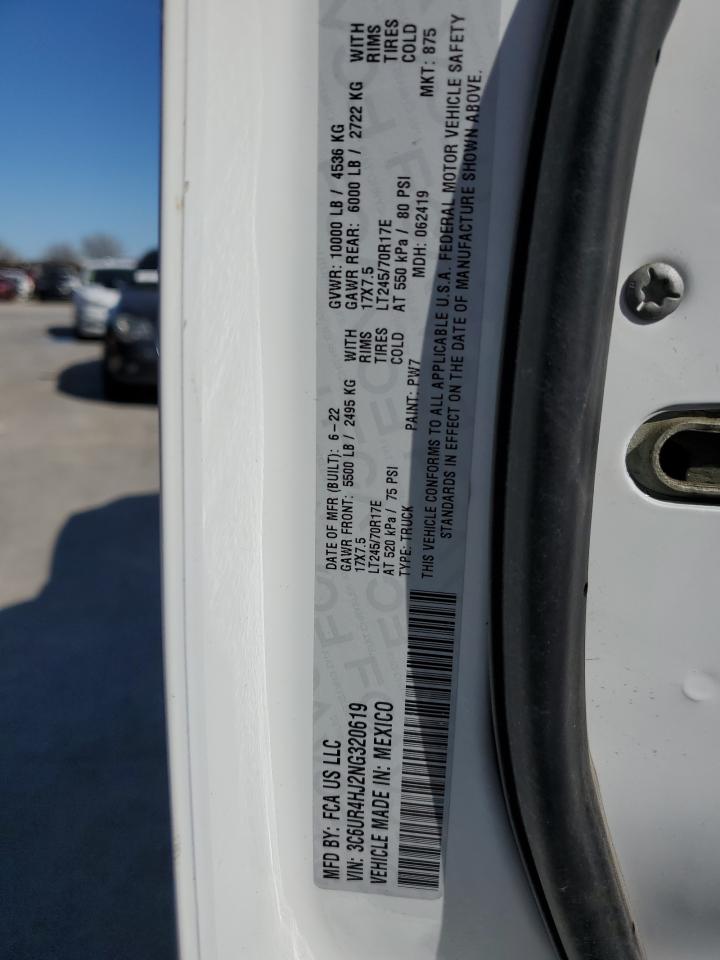 MFD BY: FCA US LLC
VIN: 3C6UR4HJ2NG320619
VEHICLE MADE IN: MEXICO
DATE OF MFR (BUILT): 6-22
GAWR FRONT: 5500 LB / 2495 KG
17X7.5 WITH
LT245/70R17E RIMS
AT 520 kPa / 75 PSI TIRES
TYPE: TRUCK COLD
PAINT: PW7
GVWR: 10000 LB / 4536 KG
GAWR REAR: 6000 LB / 2722 KG
17X7.5 WITH
LT245/70R17E RIMS
AT 550 kPa / 80 PSI TIRES
COLD
MDH: 062419 MKT: 875
THIS VEHICLE CONFORMS TO ALL APPLICABLE U.S.A. FEDERAL MOTOR VEHICLE SAFETY
STANDARDS IN EFFECT ON THE DATE OF MANUFACTURE SHOWN ABOVE.